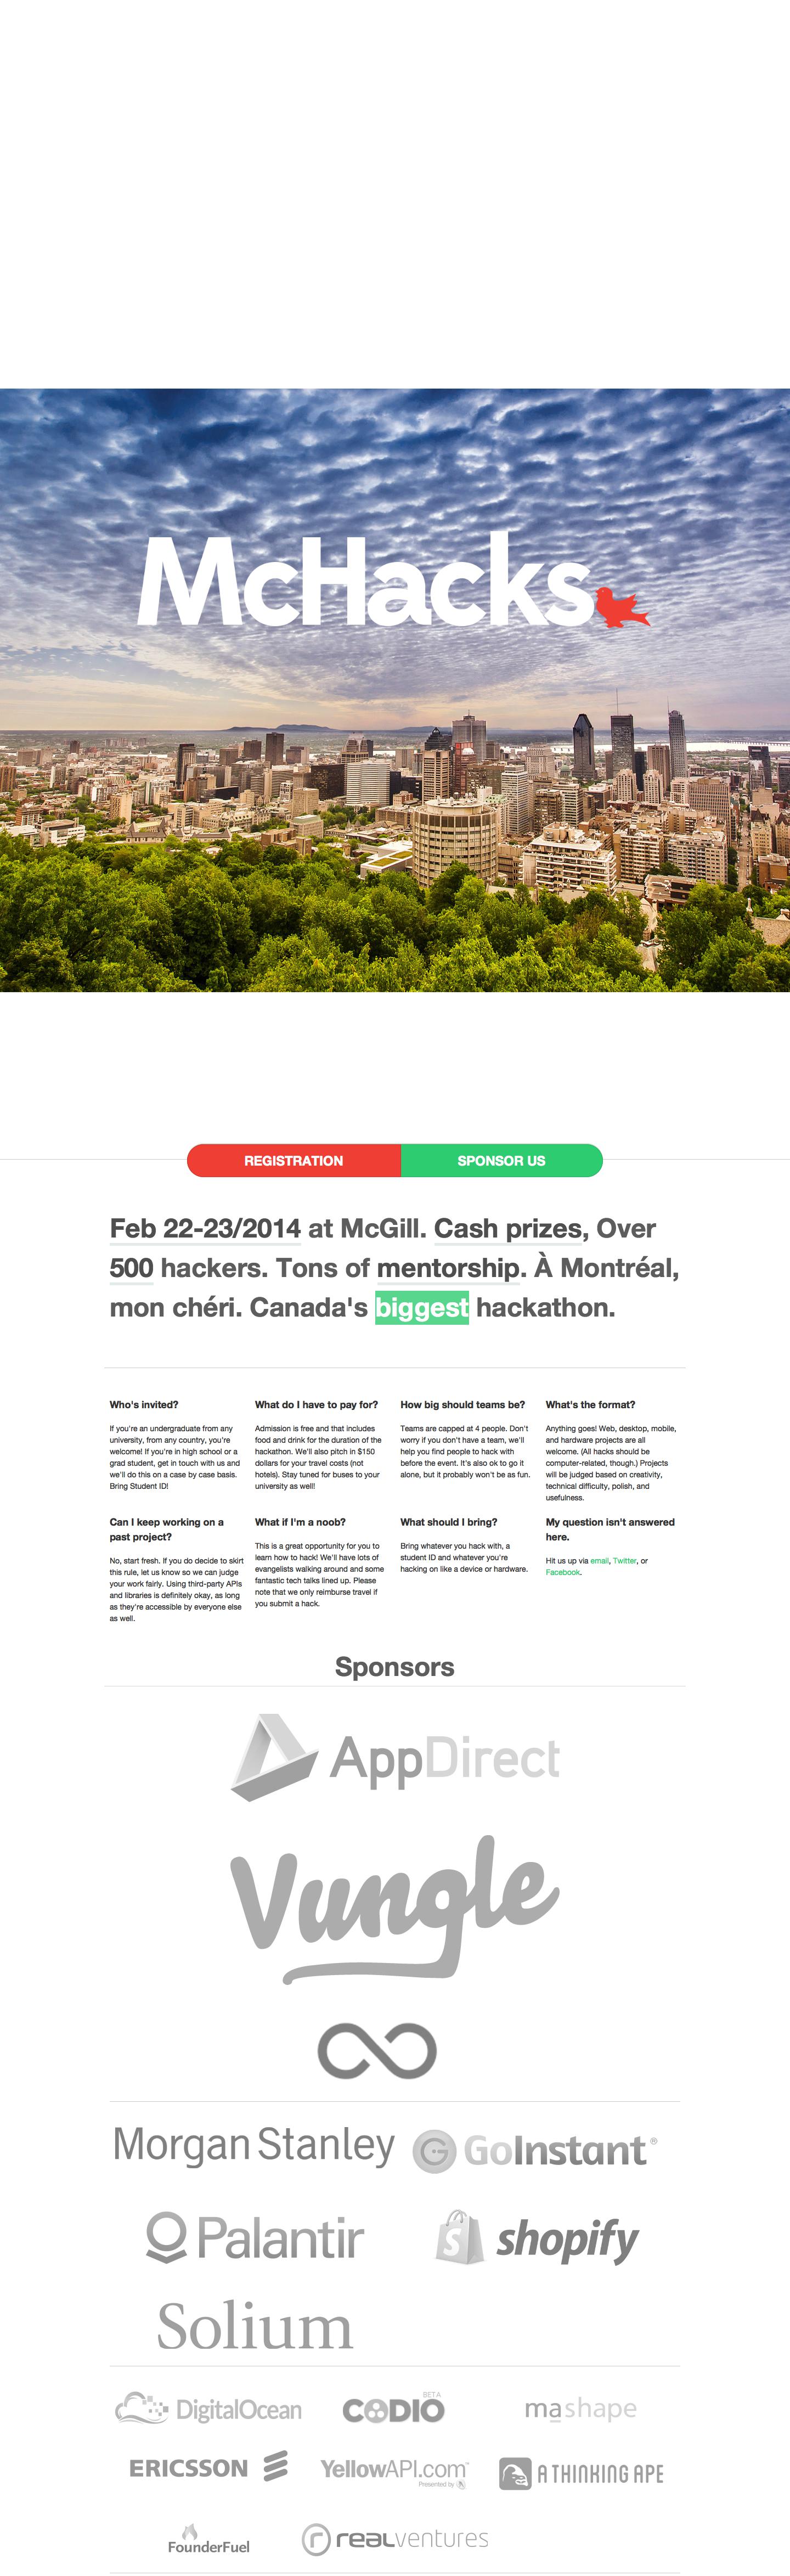 McHacks
REGISTRATION
SPONSOR US
Feb 22-23/2014 at McGill. Cash prizes, Over
500 hackers. Tons of mentorship. À Montréal,
mon chéri. Canada's biggest hackathon.
Who's invited?
If you're an undergraduate from any
university, from any country, you're
welcome! If you're in high school or a
grad student, get in touch with us and
we'll do this on a case by case basis.
Bring Student ID!
What do I have to pay for?
Admission is free and that includes
food and drink for the duration of the
hackathon. We'll also pitch in $150
dollars for your travel costs (not
hotels). Stay tuned for buses to your
university as well!
How big should teams be?
Teams are capped at 4 people. Don't
worry if you don't have a team, we'll
help you find people to hack with
before the event. It's also ok to go it
alone, but it probably won't be as fun.
What's the format?
Anything goes! Web, desktop, mobile,
and hardware projects are all
welcome. (All hacks should be
computer-related, though.) Projects
will be judged based on creativity,
technical difficulty, polish, and
usefulness.
Can I keep working on a
past project?
No, start fresh. If you do decide to skirt
this rule, let us know so we can judge
your work fairly. Using third-party APIs
and libraries is definitely okay, as long
as they're accessible by everyone else
as well.
What if I'm a noob?
This is a great opportunity for you to
learn how to hack! We'll have lots of
evangelists walking around and some
fantastic tech talks lined up. Please
note that we only reimburse travel if
you submit a hack.
What should I bring?
Bring whatever you hack with, a
student ID and whatever you're
hacking on like a device or hardware.
My question isn't answered
here.
Hit us up via email, Twitter, or
Facebook.
Sponsors
AppDirect
Vungle
Morgan Stanley
GoInstant®
Palantir
shopify
Solium
DigitalOcean
CODIO BETA
mashape
ERICSSON
YellowAPI.com™
Presented by
A THINKING APE
FounderFuel
realventures